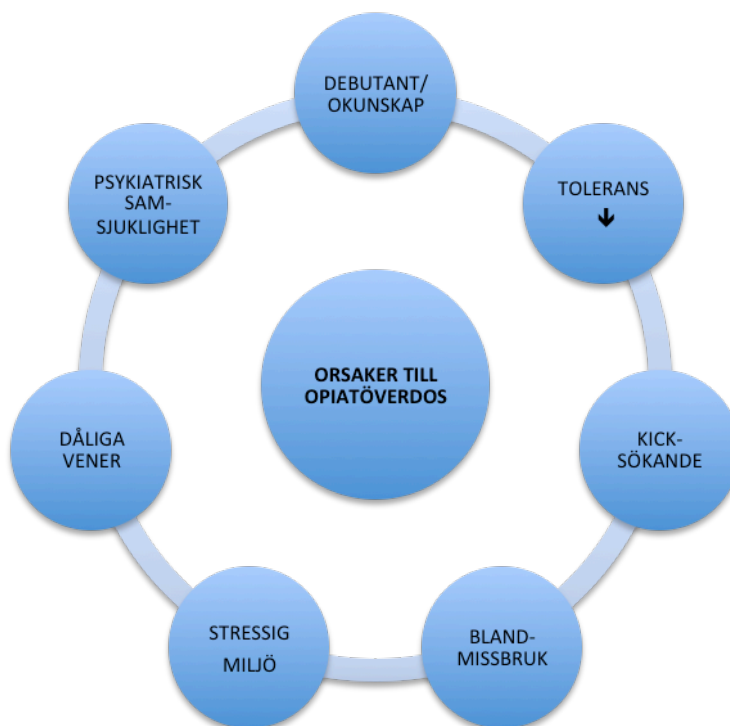 DEBUTANT/
OKUNSKAP
TOLERANS
↓
KICK-
SÖKANDE
BLAND-
MISSBRUK
STRESSIG
MILJÖ
DÅLIGA
VENER
PSYKIATRISK
SAM-
SJUKLIGHET
ORSAKER TILL
OPIATÖVERDOS